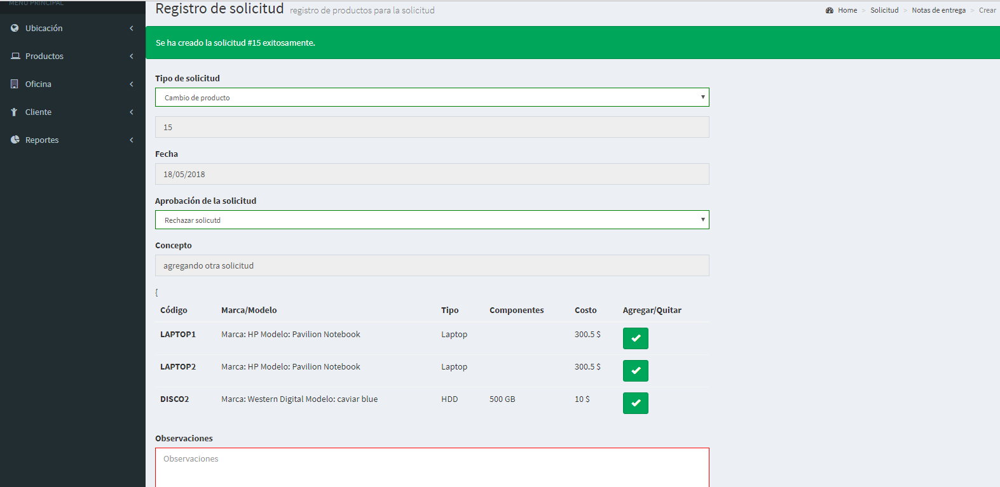 MENÚ PRINCIPAL
Ubicación
Productos
Oficina
Cliente
Reportes
Registro de solicitud registro de productos para la solicitud
Home > Solicitud > Notas de entrega > Crear
Se ha creado la solicitud #15 exitosamente.
Tipo de solicitud
Cambio de producto
15
Fecha
18/05/2018
Aprobación de la solicitud
Rechazar solicutd
Concepto
agregando otra solicitud
{
Código Marca/Modelo Tipo Componentes Costo Agregar/Quitar
LAPTOP1 Marca: HP Modelo: Pavilion Notebook Laptop 300.5 $
LAPTOP2 Marca: HP Modelo: Pavilion Notebook Laptop 300.5 $
DISCO2 Marca: Western Digital Modelo: caviar blue HDD 500 GB 10 $
Observaciones
Observaciones